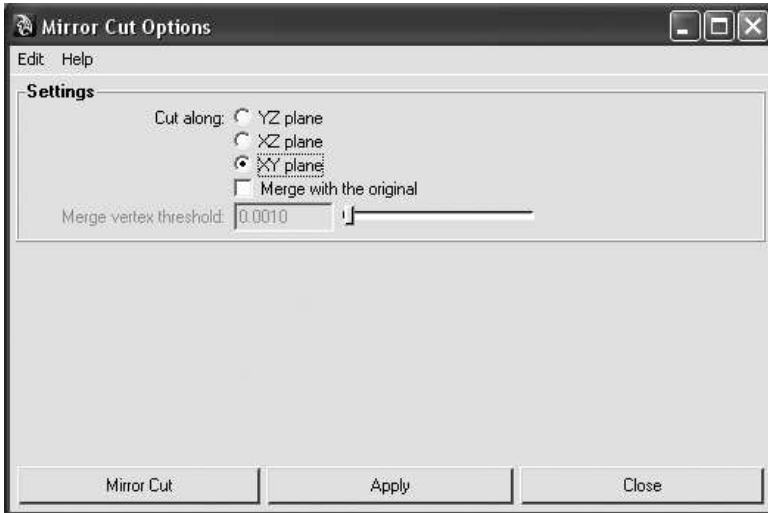 Mirror Cut Options
Edit Help
Settings
Cut along: YZ plane
XZ plane
XY plane
Merge with the original
Merge vertex threshold: 0.0010
Mirror Cut Apply Close